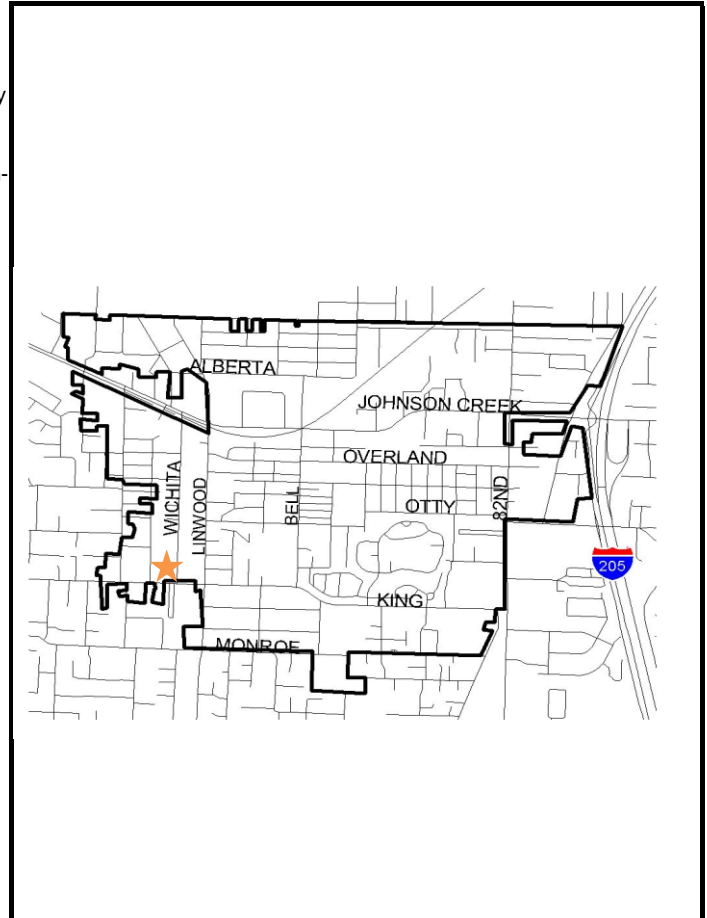 ALBERTA
JOHNSON CREEK
OVERLAND
WICHITA
LINWOOD
BELL
OTTY
82ND
205
KING
MONROE